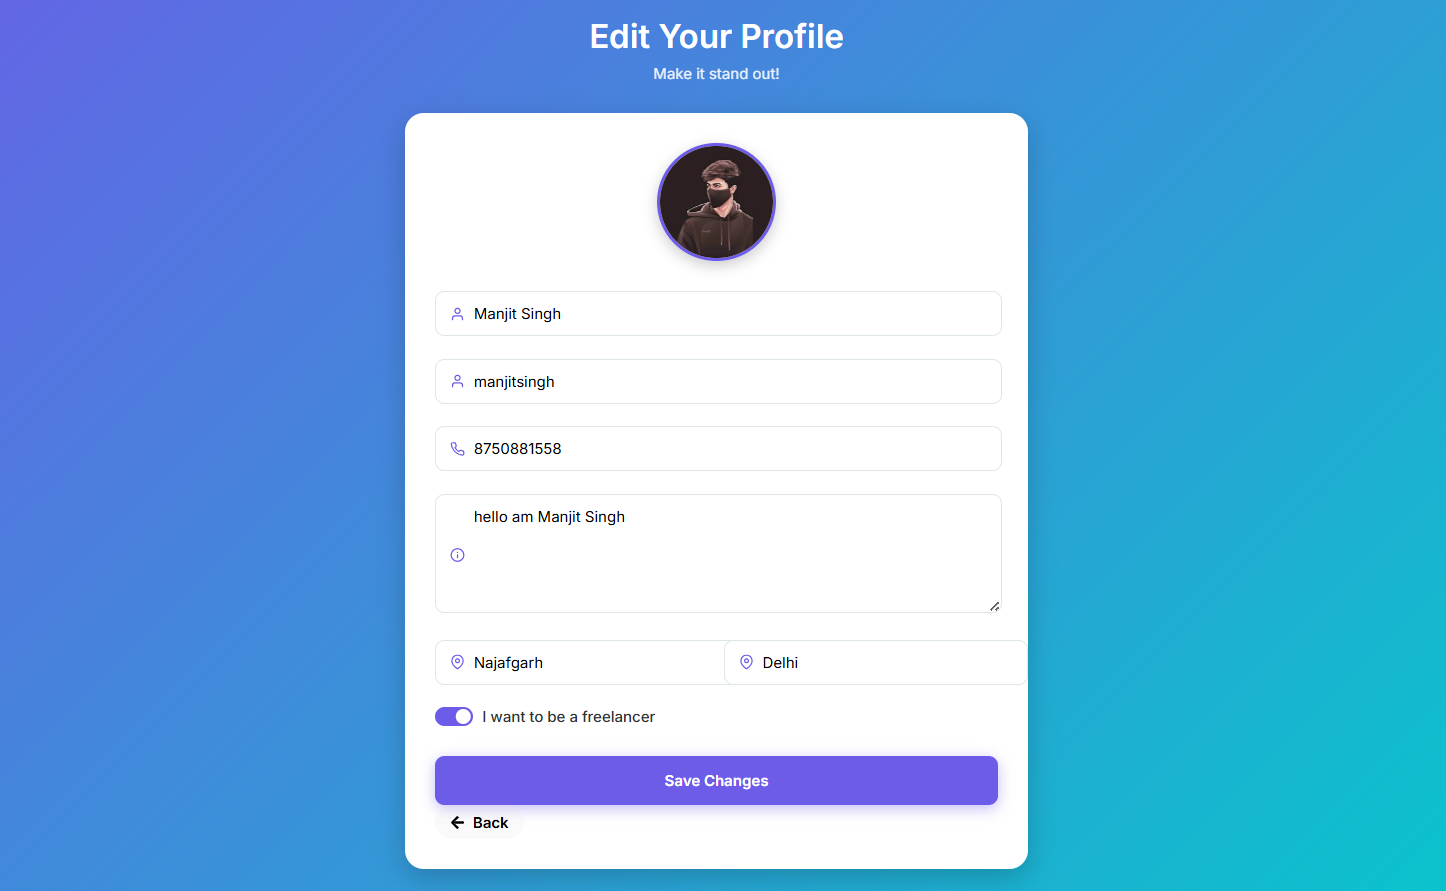 Edit Your Profile
Make it stand out!
Manjit Singh
manjitsingh
8750881558
hello am Manjit Singh
Najafgarh
Delhi
I want to be a freelancer
Save Changes
Back